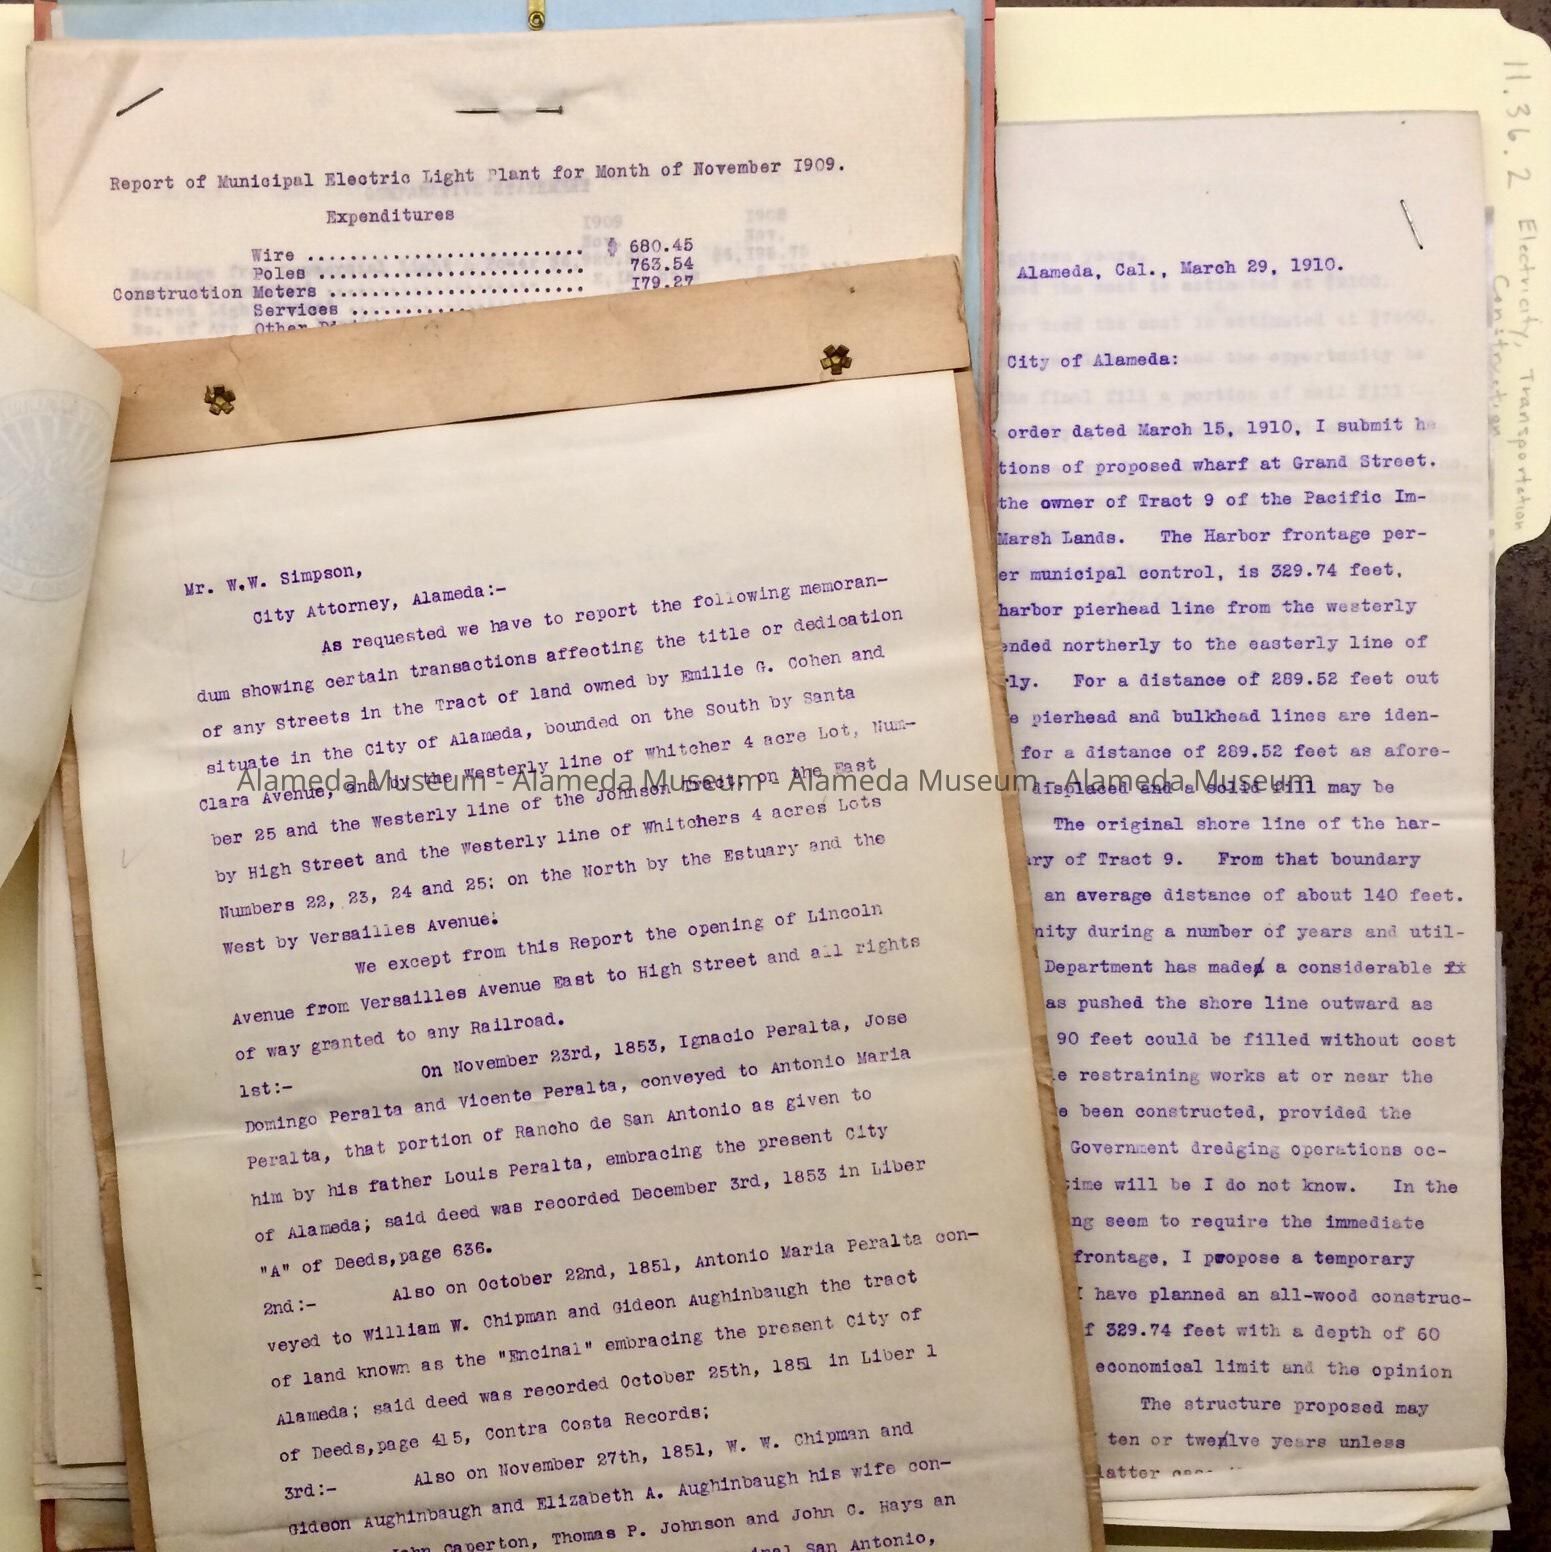 Report of Municipal Electric Light Plant for Month of November 1909.
Expenditures
Wire .......................... $ 680.45
Poles ......................... 763.54
Construction Meters ........................ 179.27
Services ............
Other
Mr. W.W. Simpson,
City Attorney, Alameda:-
As requested we have to report the following memoran-
dum showing certain transactions affecting the title or dedication
of any Streets in the Tract of land owned by Emilie G. Cohen and
situate in the City of Alameda, bounded on the South by Santa
Clara Avenue, and by the Westerly line of Whitcher 4 acre Lot, Num-
ber 25 and the Westerly line of the Johnson Tract; on the East
by High Street and the Westerly line of Whitchers 4 acres Lots
Numbers 22, 23, 24 and 25; on the North by the Estuary and the
West by Versailles Avenue.
We except from this Report the opening of Lincoln
Avenue from Versailles Avenue East to High Street and all rights
of way granted to any Railroad.
1st:- On November 23rd, 1853, Ignacio Peralta, Jose
Domingo Peralta and Vicente Peralta, conveyed to Antonio Maria
Peralta, that portion of Rancho de San Antonio as given to
him by his father Louis Peralta, embracing the present City
of Alameda; said deed was recorded December 3rd, 1853 in Liber
"A" of Deeds,page 636.
2nd:- Also on October 22nd, 1851, Antonio Maria Peralta con-
veyed to William W. Chipman and Gideon Aughinbaugh the tract
of land known as the "Encinal" embracing the present City of
Alameda; said deed was recorded October 25th, 1851 in Liber 1
of Deeds,page 415, Contra Costa Records;
3rd:- Also on November 27th, 1851, W. W. Chipman and
Gideon Aughinbaugh and Elizabeth A. Aughinbaugh his wife con-
John Caperton, Thomas P. Johnson and John C. Hays an
San Antonio,
Alameda, Cal., March 29, 1910.
City of Alameda:
order dated March 15, 1910, I submit he
tions of proposed wharf at Grand Street.
the owner of Tract 9 of the Pacific Im-
Marsh Lands. The Harbor frontage per-
er municipal control, is 329.74 feet,
harbor pierhead line from the westerly
ended northerly to the easterly line of
rly. For a distance of 289.52 feet out
e pierhead and bulkhead lines are iden-
for a distance of 289.52 feet as afore-
displaced and a solid fill may be
The original shore line of the har-
ary of Tract 9. From that boundary
an average distance of about 140 feet.
nity during a number of years and util-
Department has made a considerable
as pushed the shore line outward as
90 feet could be filled without cost
e restraining works at or near the
e been constructed, provided the
Government dredging operations oc-
time will be I do not know. In the
ng seem to require the immediate
frontage, I propose a temporary
I have planned an all-wood construc-
f 329.74 feet with a depth of 60
economical limit and the opinion
The structure proposed may
ten or twelve years unless
latter
11.36.2 Electricity, Transportation
Construction
Alameda Museum - Alameda Museum - Alameda Museum - Alameda Museum